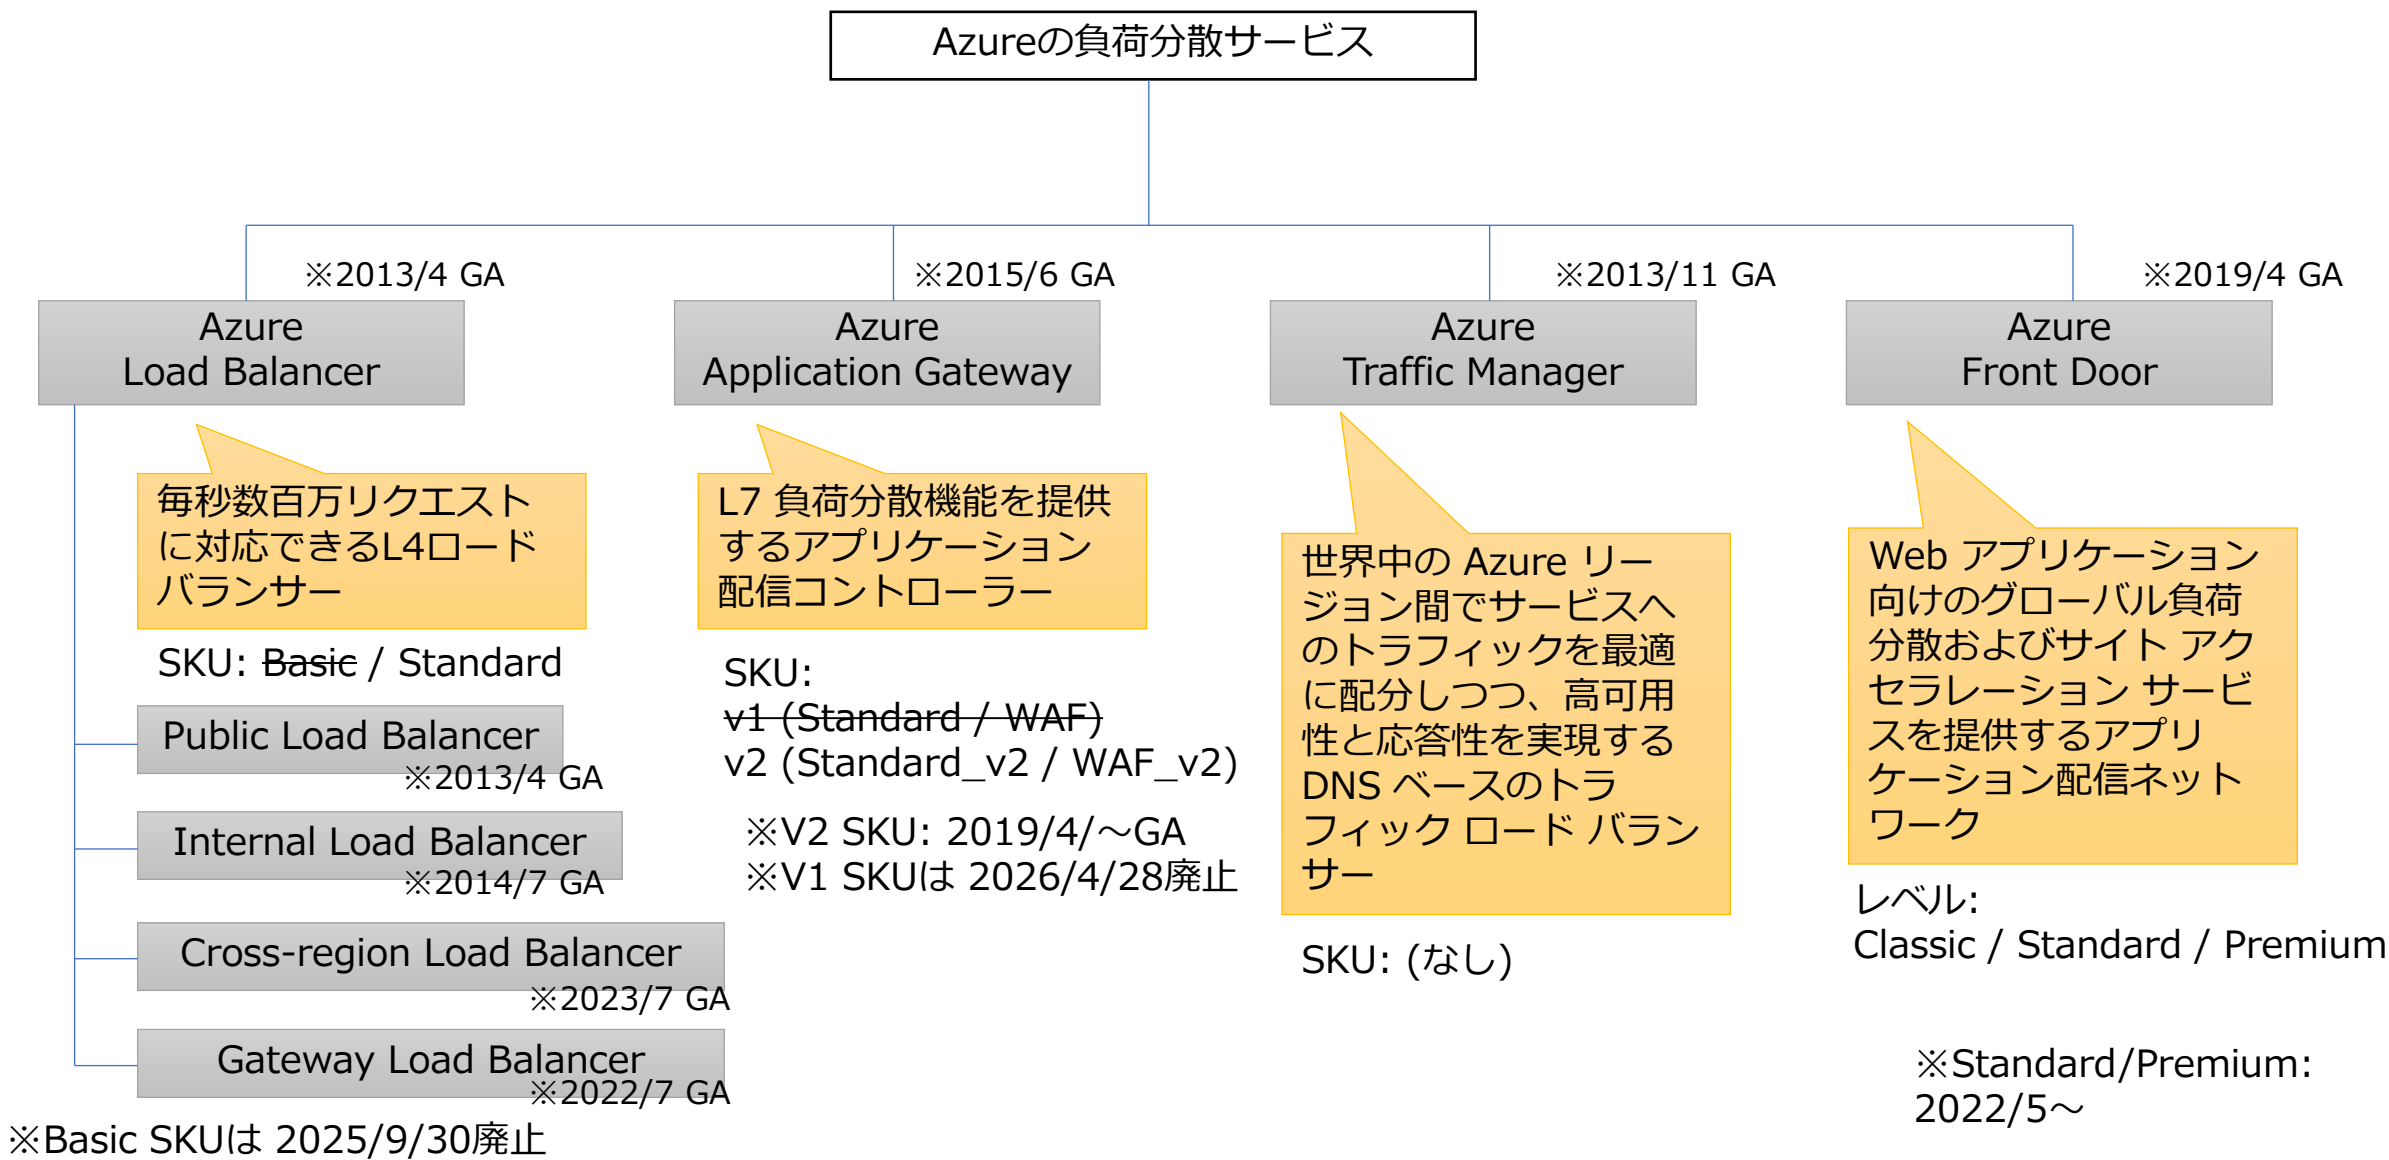 Azureの負荷分散サービス
※2013/4 GA
Azure
Load Balancer
毎秒数百万リクエスト
に対応できるL4ロード
バランサー
SKU: Basic / Standard
Public Load Balancer
※2013/4 GA
Internal Load Balancer
※2014/7 GA
Cross-region Load Balancer
※2023/7 GA
Gateway Load Balancer
※2022/7 GA
※Basic SKUは 2025/9/30廃止
※2015/6 GA
Azure
Application Gateway
L7 負荷分散機能を提供
するアプリケーション
配信コントローラー
SKU:
v1 (Standard / WAF)
v2 (Standard_v2 / WAF_v2)
※V2 SKU: 2019/4/～GA
※V1 SKUは 2026/4/28廃止
※2013/11 GA
Azure
Traffic Manager
世界中の Azure リー
ジョン間でサービスへ
のトラフィックを最適
に配分しつつ、高可用
性と応答性を実現する
DNS ベースのトラ
フィック ロード バラン
サー
SKU: (なし)
※2019/4 GA
Azure
Front Door
Web アプリケーション
向けのグローバル負荷
分散およびサイト アク
セラレーション サービ
スを提供するアプリ
ケーション配信ネット
ワーク
レベル:
Classic / Standard / Premium
※Standard/Premium:
2022/5～